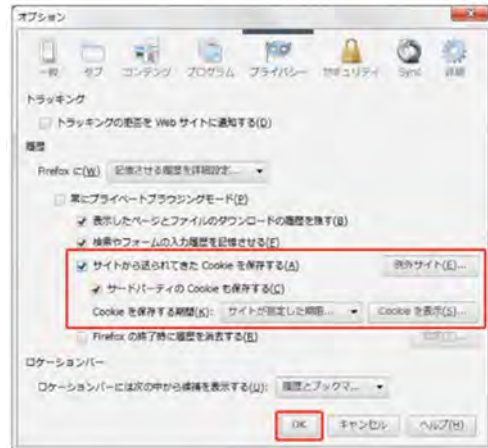 オプション
一般 タブ コンテンツ プログラム プライバシー セキュリティ Sync 詳細
トラッキング
トラッキングの拒否を Web サイトに通知する(D)
履歴
Firefox に(W) 記憶させる履歴を詳細設定...
常にプライベートブラウジングモード(P)
表示したページとファイルのダウンロードの履歴を残す(B)
検索やフォームの入力履歴を記憶させる(F)
サイトから送られてきた Cookie を保存する(A) 例外サイト(E)...
サードパーティの Cookie も保存する(C)
Cookie を保存する期間(K): サイトが指定した期限... Cookie を表示(S)...
Firefox の終了時に履歴を消去する(R)
ロケーションバー
ロケーションバーには次の中から候補を表示する(U): 履歴とブックマ...
OK キャンセル ヘルプ(H)